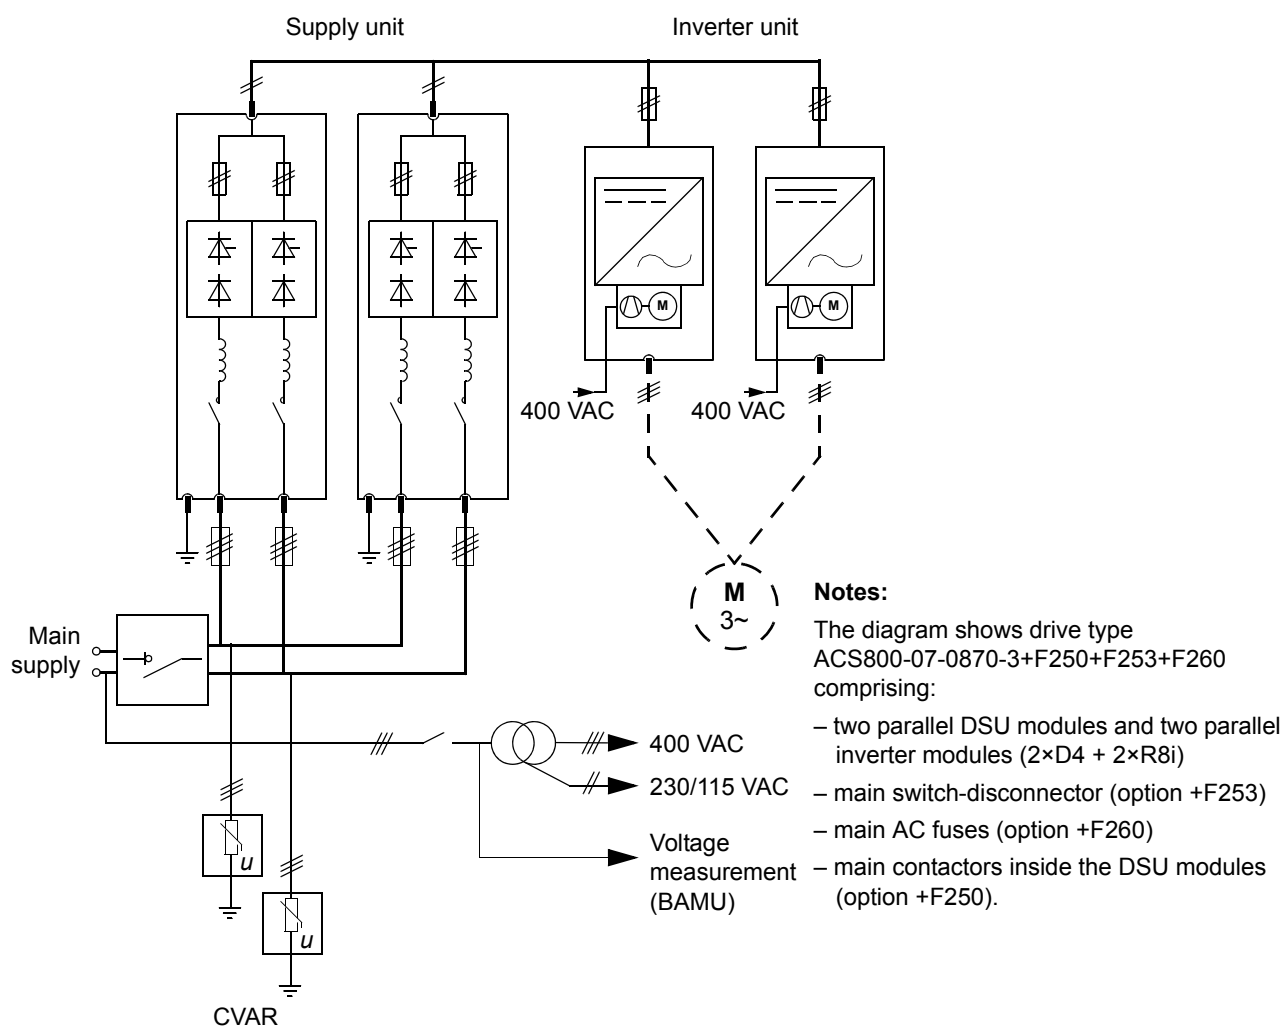 Supply unit
Inverter unit
M
M
400 VAC
400 VAC
M
3~
Main
supply
400 VAC
230/115 VAC
Voltage
measurement
(BAMU)
u
u
CVAR
Notes:
The diagram shows drive type
ACS800-07-0870-3+F250+F253+F260
comprising:
– two parallel DSU modules and two parallel
inverter modules (2×D4 + 2×R8i)
– main switch-disconnector (option +F253)
– main AC fuses (option +F260)
– main contactors inside the DSU modules
(option +F250).